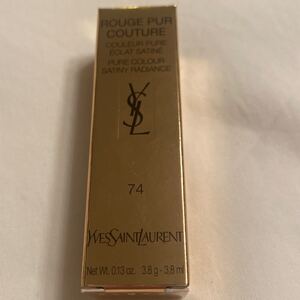 ROUGE PUR
COUTURE
COULEUR PURE
ÉCLAT SATINÉ
PURE COLOUR
SATINY RADIANCE
YSL
74
YVESSAINTLAURENT
Net Wt. 0.13 oz. 3.8 g - 3.8 ml